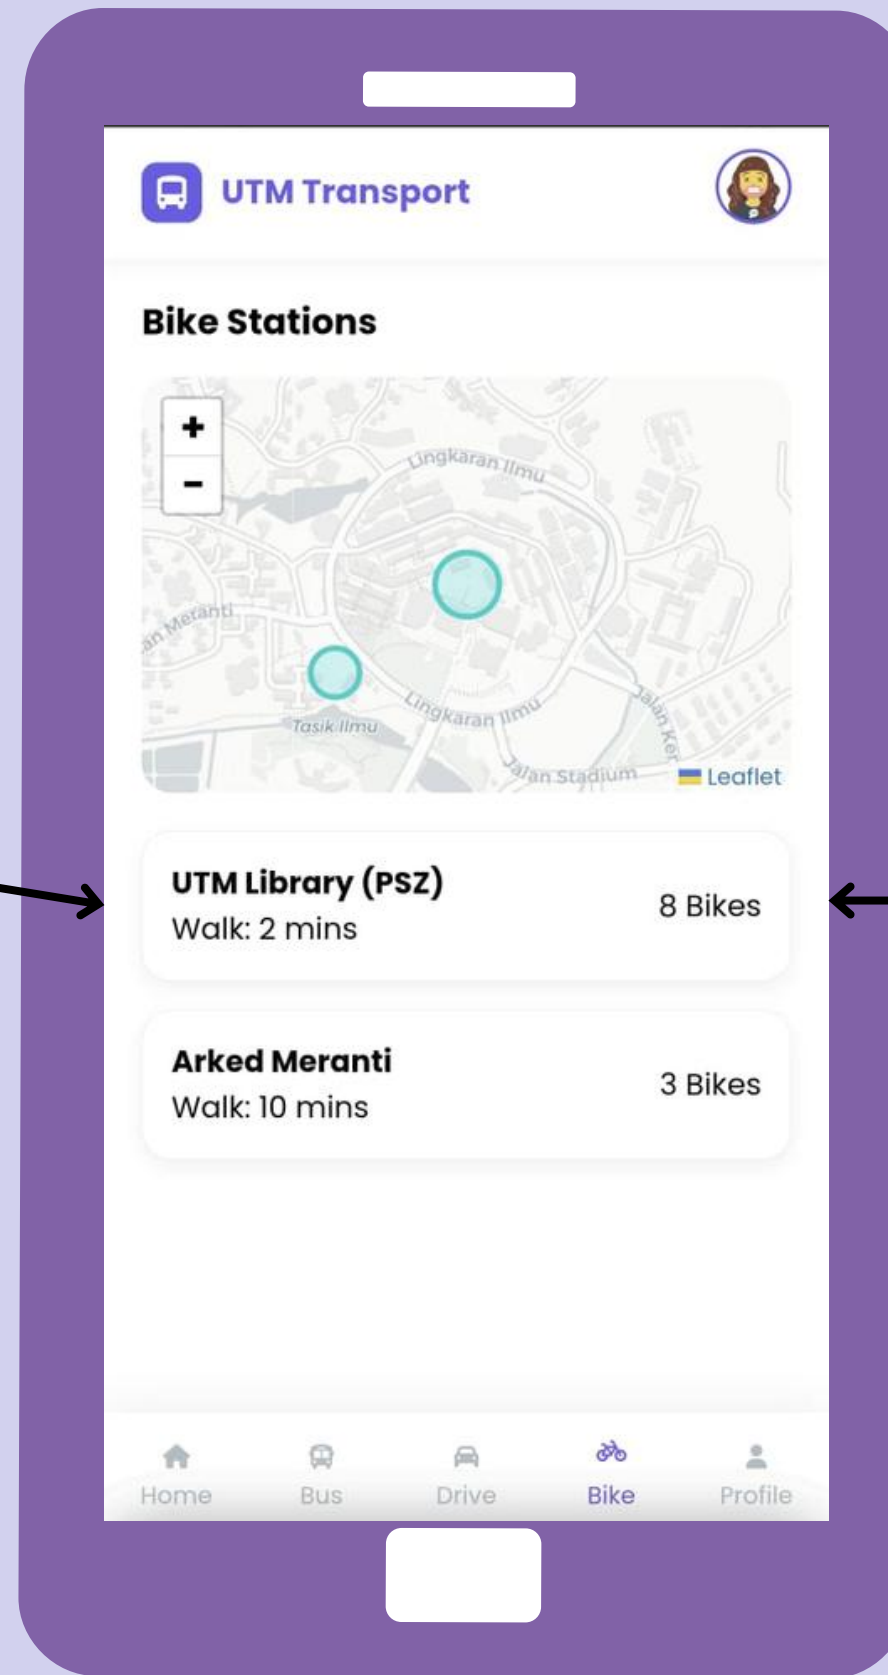 UTM Transport
Bike Stations
+
-
Lingkaran Ilmu
Meranti
Tasik Ilmu
Lingkaran Ilmu
Jalan Stadium
Jalan Ker
Leaflet
UTM Library (PSZ)
Walk: 2 mins
8 Bikes
Arked Meranti
Walk: 10 mins
3 Bikes
Home
Bus
Drive
Bike
Profile